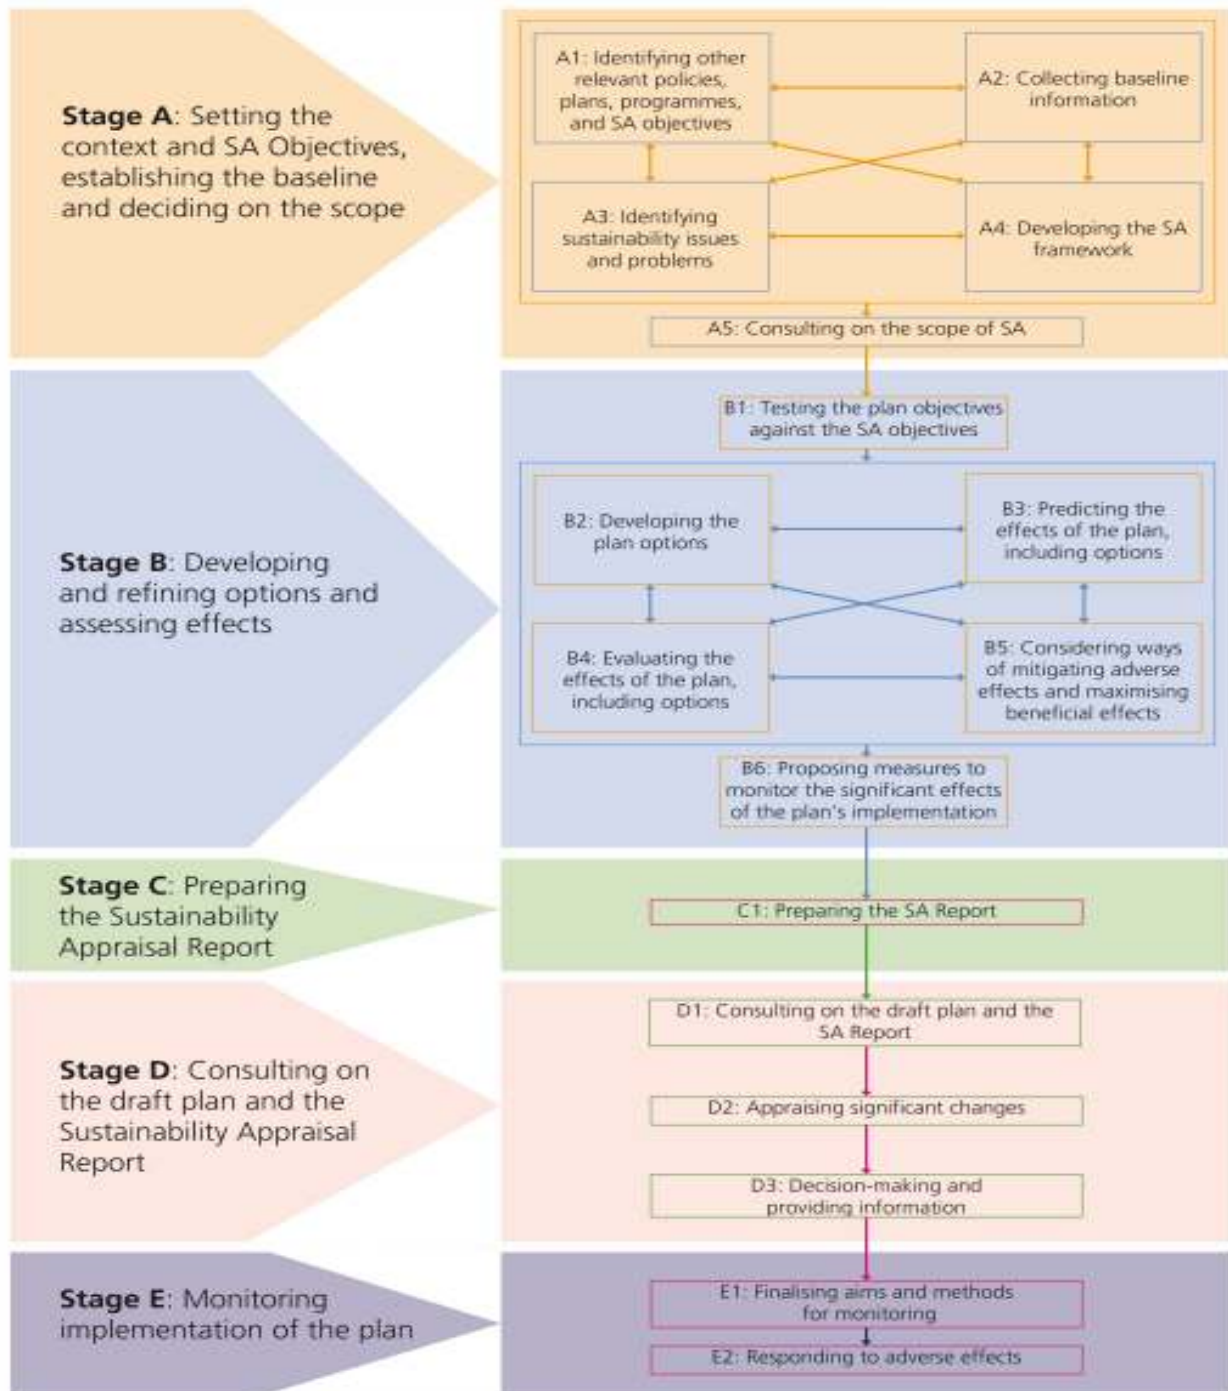 Stage A: Setting the
context and SA Objectives,
establishing the baseline
and deciding on the scope
A1: Identifying other
relevant policies,
plans, programmes,
and SA objectives
A2: Collecting baseline
information
A3: Identifying
sustainability issues
and problems
A4: Developing the SA
framework
A5: Consulting on the scope of SA
Stage B: Developing
and refining options and
assessing effects
B1: Testing the plan objectives
against the SA objectives
B2: Developing the
plan options
B3: Predicting the
effects of the plan,
including options
B4: Evaluating the
effects of the plan,
including options
B5: Considering ways
of mitigating adverse
effects and maximising
beneficial effects
B6: Proposing measures to
monitor the significant effects
of the plan's implementation
Stage C: Preparing
the Sustainability
Appraisal Report
C1: Preparing the SA Report
Stage D: Consulting on
the draft plan and the
Sustainability Appraisal
Report
D1: Consulting on the draft plan and the
SA Report
D2: Appraising significant changes
D3: Decision-making and
providing information
Stage E: Monitoring
implementation of the plan
E1: Finalising aims and methods
for monitoring
E2: Responding to adverse effects